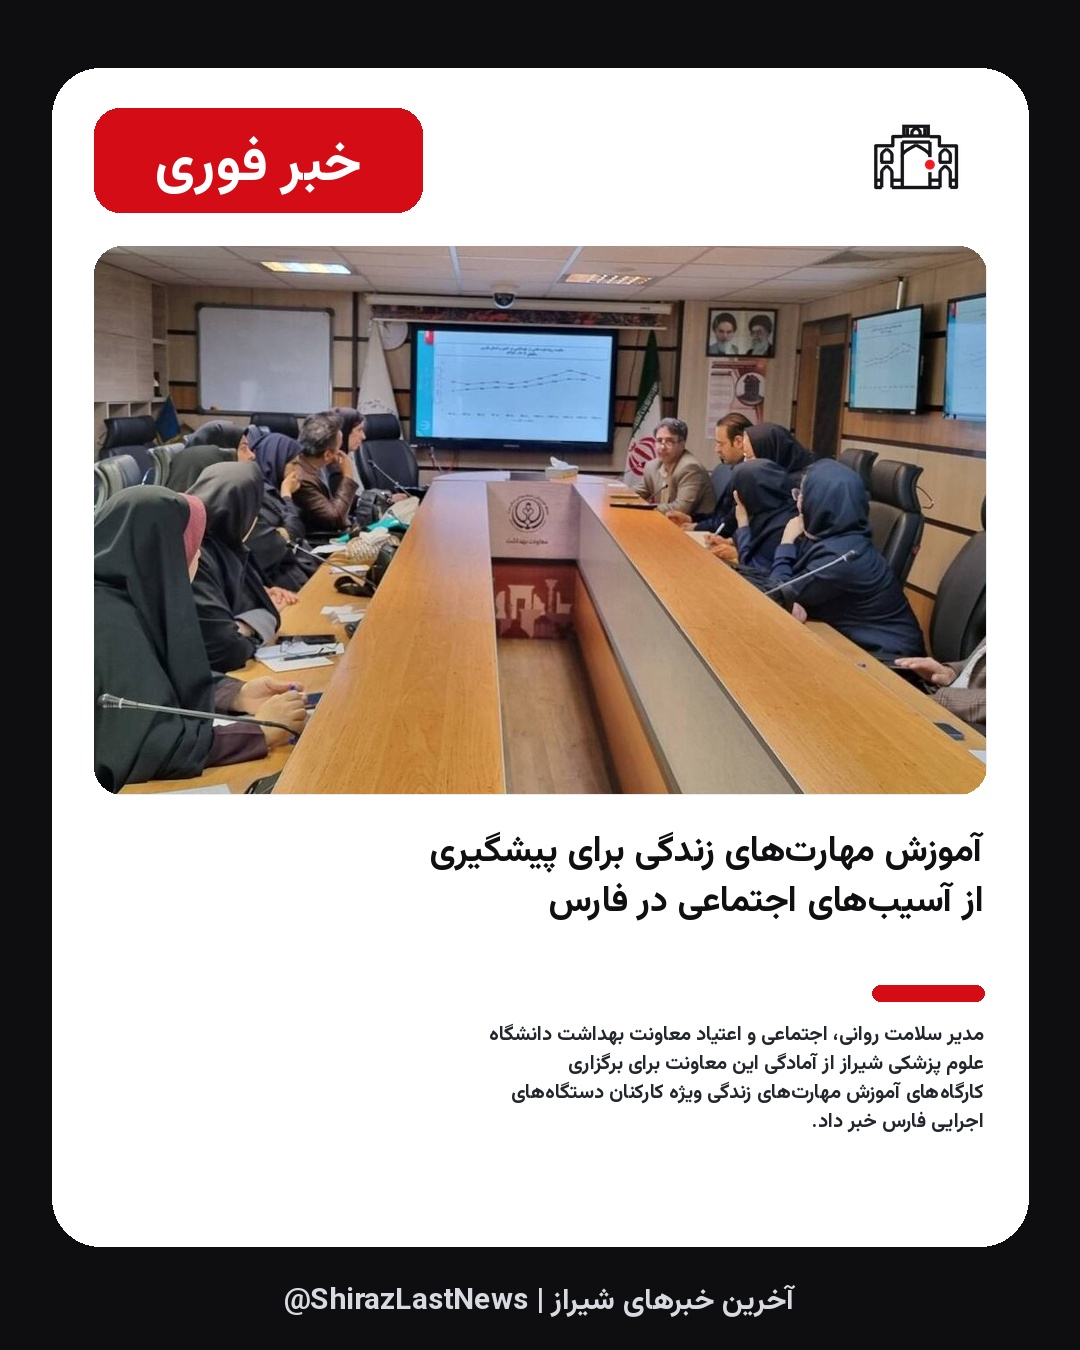 خبر فوری
معاونت بهداشت
آموزش مهارت‌های زندگی برای پیشگیری
از آسیب‌های اجتماعی در فارس
مدیر سلامت روانی، اجتماعی و اعتیاد معاونت بهداشت دانشگاه
علوم پزشکی شیراز از آمادگی این معاونت برای برگزاری
کارگاه‌های آموزش مهارت‌های زندگی ویژه کارکنان دستگاه‌های
اجرایی فارس خبر داد.
آخرین خبرهای شیراز | @ShirazLastNews